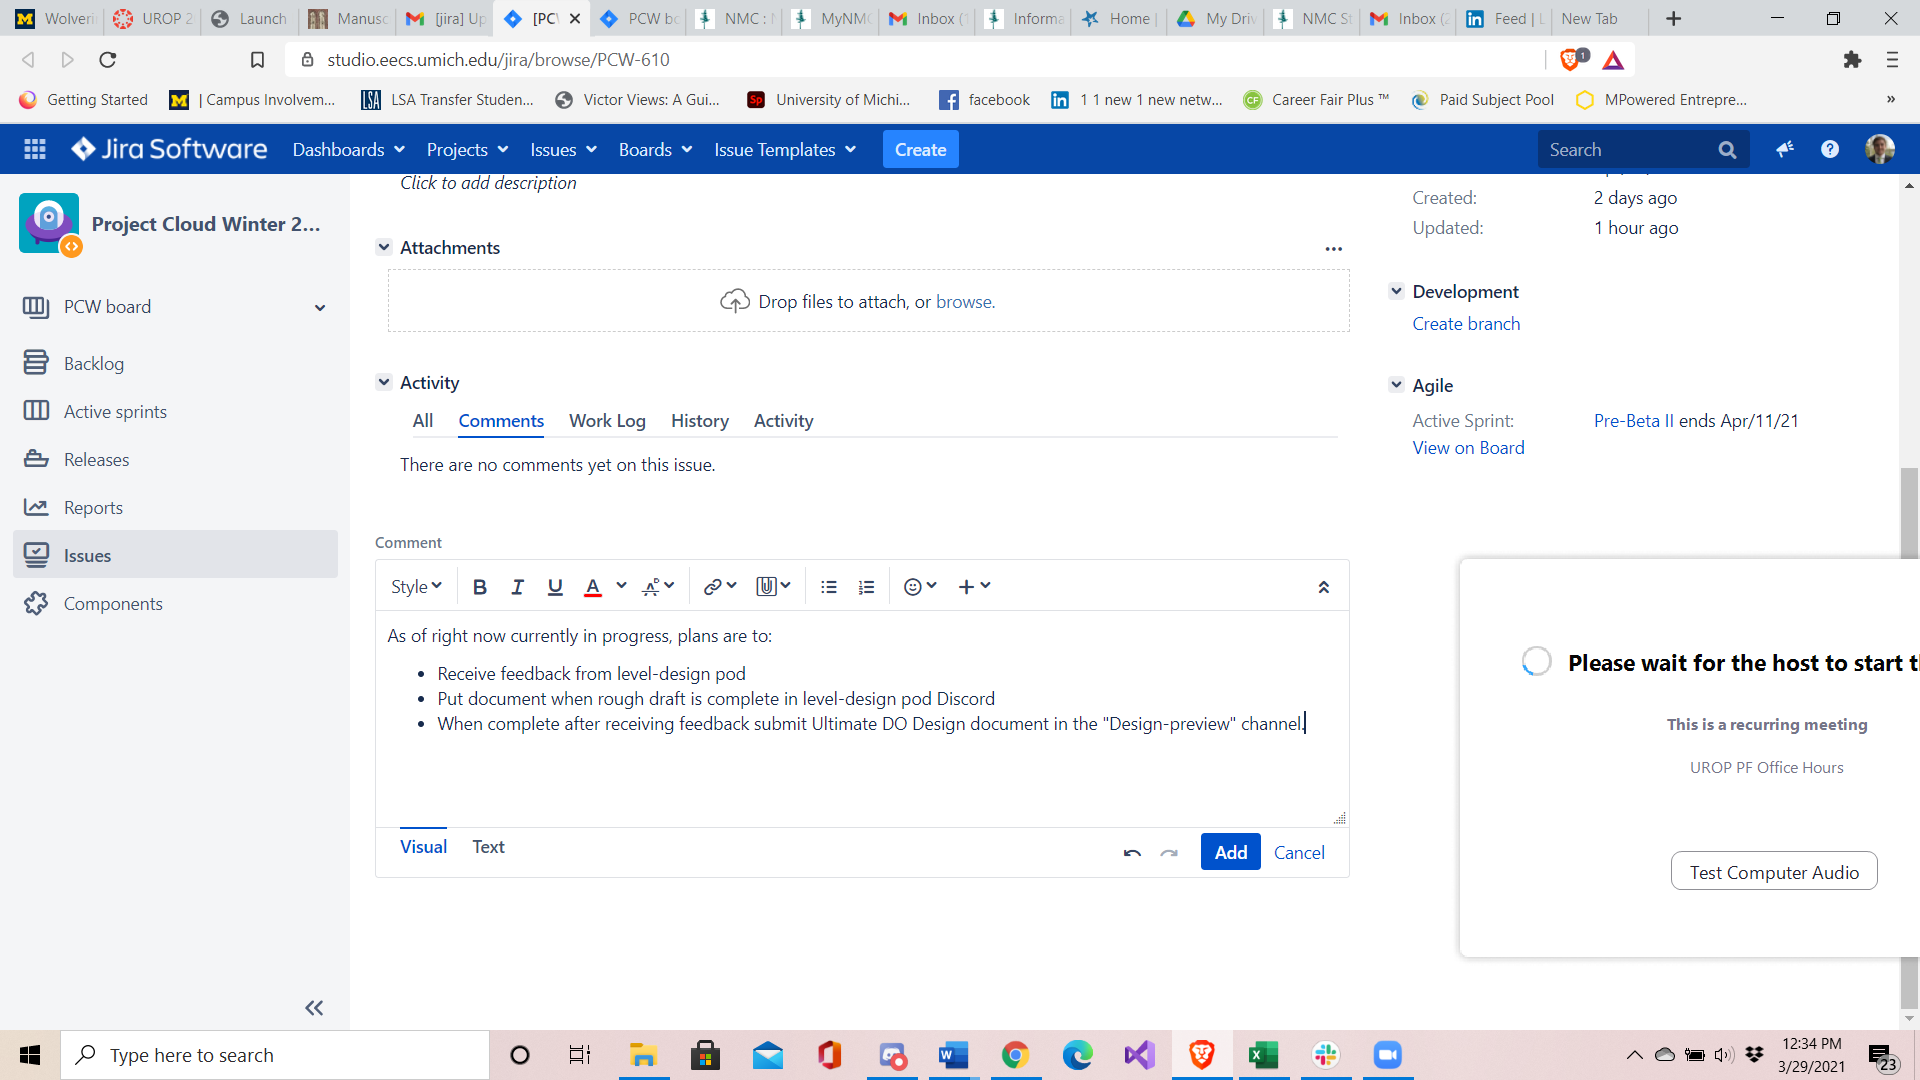 Wolveri
UROP 2
Launch
Manusc
[jira] Up
[PC
PCW bo
NMC : N
MyNMC
Inbox (1
Informa
Home |
My Driv
NMC St
Inbox (2
Feed | L
New Tab
studio.eecs.umich.edu/jira/browse/PCW-610
1
Getting Started
| Campus Involvem...
LSA Transfer Studen...
Victor Views: A Gui...
University of Michi...
facebook
1 1 new 1 new netw...
Career Fair Plus ™
Paid Subject Pool
MPowered Entrepre...
»
Jira Software
Dashboards
Projects
Issues
Boards
Issue Templates
Create
Search
Project Cloud Winter 2...
PCW board
Backlog
Active sprints
Releases
Reports
Issues
Components
Click to add description
Attachments
Drop files to attach, or browse.
Activity
All Comments Work Log History Activity
There are no comments yet on this issue.
Comment
Style B I U A
As of right now currently in progress, plans are to:
• Receive feedback from level-design pod
• Put document when rough draft is complete in level-design pod Discord
• When complete after receiving feedback submit Ultimate DO Design document in the "Design-preview" channel.
Visual Text
Add Cancel
Created: 2 days ago
Updated: 1 hour ago
Development
Create branch
Agile
Active Sprint: Pre-Beta II ends Apr/11/21
View on Board
Please wait for the host to start t
This is a recurring meeting
UROP PF Office Hours
Test Computer Audio
Type here to search
12:34 PM
3/29/2021
23